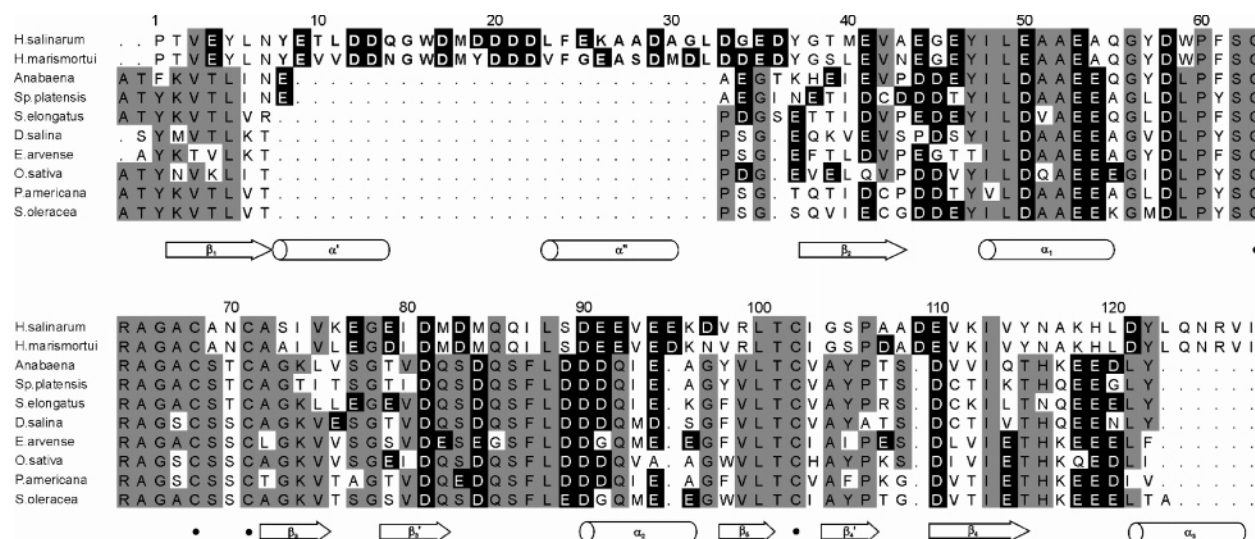 1 10 20 30 40 50 60
H.salinarum . . P T V E Y L N Y E T L D D Q G W D M D D D D L F E K A A D A G L D G E D Y G T M E V A E G E Y I L E A A E A Q G Y D W P F S C
H.marismortui . . P T V E Y L N Y E V V D D N G W D M Y D D D V F G E A S D M D L D D E D Y G S L E V N E G E Y I L E A A E A Q G Y D W P F S C
Anabaena A T F K V T L I N E . . . . . . . . . . . . . . . . . . . . . . . . A E G T K H E I E V P D D E Y I L D A A E E Q G Y D L P F S C
Sp.platensis A T Y K V T L I N E . . . . . . . . . . . . . . . . . . . . . . . . A E G I N E T I D C D D D T Y I L D A A E E A G L D L P Y S C
S.elongatus A T Y K V T L V R . . . . . . . . . . . . . . . . . . . . . . . . . P D G S E T T I D V P E D E Y I L D V A E E Q G L D L P F S C
D.salina . S Y M V T L K T . . . . . . . . . . . . . . . . . . . . . . . . . P S G . E Q K V E V S P D S Y I L D A A E E A G V D L P Y S C
E.arvense . A Y K T V L K T . . . . . . . . . . . . . . . . . . . . . . . . . P S G . E F T L D V P E G T T I L D A A E E A G Y D L P F S C
O.sativa A T Y N V K L I T . . . . . . . . . . . . . . . . . . . . . . . . . P D G . E V E L Q V P D D V Y I L D Q A E E E G I D L P F S C
P.americana A T Y K V T L V T . . . . . . . . . . . . . . . . . . . . . . . . . P S G . T Q T I D C P D D T Y V L D A A E E A G L D L P Y S C
S.oleracea A T Y K V T L V T . . . . . . . . . . . . . . . . . . . . . . . . . P S G . S Q V I E C G D D E Y I L D A A E E K G M D L P Y S C
β₁ α' α" β₂ α₁ •
70 80 90 100 110 120
H.salinarum R A G A C A N C A S I V K E G E I D M D M Q Q I L S D E E V E E K D V R L T C I G S P A A D E V K I V Y N A K H L D Y L Q N R V I
H.marismortui R A G A C A N C A A I V L E G D I D M D M Q Q I L S D E E V E D K N V R L T C I G S P D A D E V K I V Y N A K H L D Y L Q N R V I
Anabaena R A G A C S T C A G K L V S G T V D Q S D Q S F L D D D Q I E . A G Y V L T C V A Y P T S . D V V I Q T H K E E D L Y . . . . . .
Sp.platensis R A G A C S T C A G T I T S G T I D Q S D Q S F L D D D Q I E . A G Y V L T C V A Y P T S . D C T I K T H Q E E G L Y . . . . . .
S.elongatus R A G A C S T C A G K L L E G E V D Q S D Q S F L D D D Q I E . K G F V L T C V A Y P R S . D C K I L T N Q E E E L Y . . . . . .
D.salina R A G S C S S C A G K V E S G T V D Q S D Q S F L D D D Q M D . S G F V L T C V A Y A T S . D C T I V T H Q E E N L Y . . . . . .
E.arvense R A G A C S S C L G K V V S G S V D E S E G S F L D D G Q M E . E G F V L T C I A I P E S . D L V I E T H K E E E L F . . . . . .
O.sativa R A G S C S S C A G K V V S G E I D Q S D Q S F L D D D Q V A . A G W V L T C H A Y P K S . D I V I E T H K Q E D L . . . . . . .
P.americana R A G S C S S C T G K V T A G T V D Q E D Q S F L D D D Q I E . A G F V L T C V A F P K G . D V T I E T H K E E D I V . . . . . .
S.oleracea R A G A C S S C A G K V T S G S V D Q S D Q S F L E D G Q M E . E G W V L T C I A Y P T G . D V T I E T H K E E E L T A . . . . .
• • β₃ β₃' α₂ β₅ • β₄' β₄ α₃